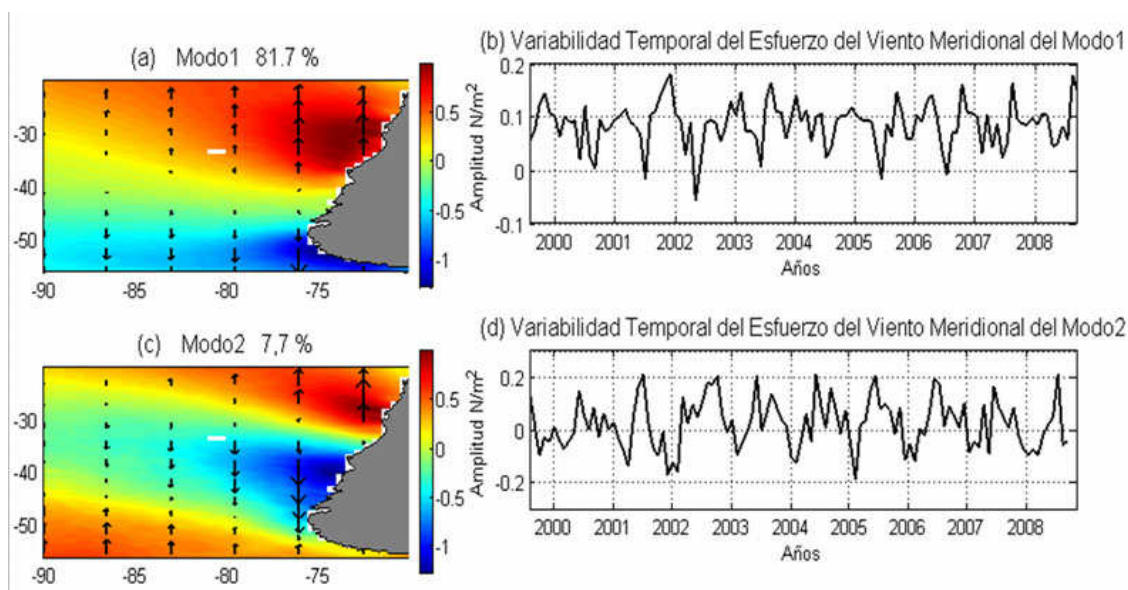 (a) Modo1 81.7 %
-30
-40
-50
-90 -85 -80 -75
0.5
0
-0.5
-1
Amplitud N/m²
(b) Variabilidad Temporal del Esfuerzo del Viento Meridional del Modo1
0.2
0.1
0
-0.1
2000 2001 2002 2003 2004 2005 2006 2007 2008
Años
(c) Modo2 7,7 %
-30
-40
-50
-90 -85 -80 -75
0.5
0
-0.5
-1
Amplitud N/m²
(d) Variabilidad Temporal del Esfuerzo del Viento Meridional del Modo2
0.2
0
-0.2
2000 2001 2002 2003 2004 2005 2006 2007 2008
Años